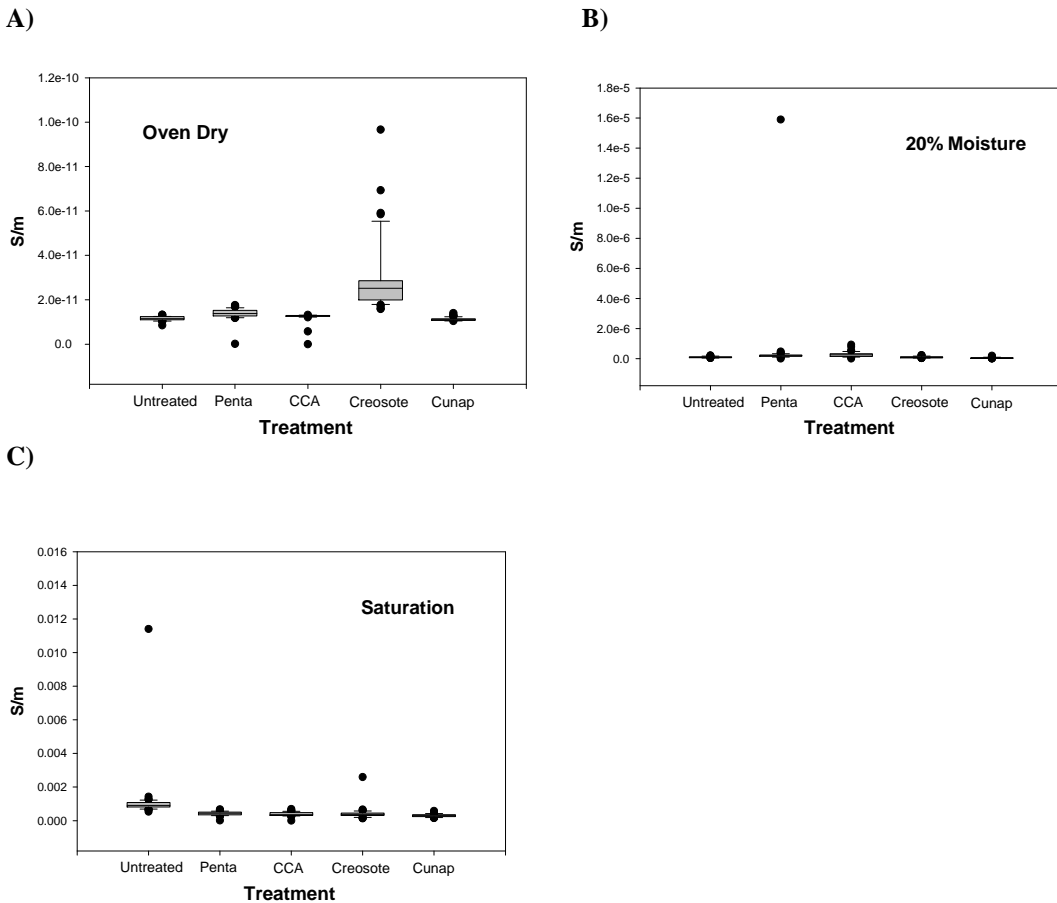 A)
1.2e-10
1.0e-10
8.0e-11
6.0e-11
4.0e-11
2.0e-11
0.0
S/m
Oven Dry
Untreated Penta CCA Creosote Cunap
Treatment
B)
1.8e-5
1.6e-5
1.4e-5
1.2e-5
1.0e-5
8.0e-6
6.0e-6
4.0e-6
2.0e-6
0.0
S/m
20% Moisture
Untreated Penta CCA Creosote Cunap
Treatment
C)
0.016
0.014
0.012
0.010
0.008
0.006
0.004
0.002
0.000
S/m
Saturation
Untreated Penta CCA Creosote Cunap
Treatment